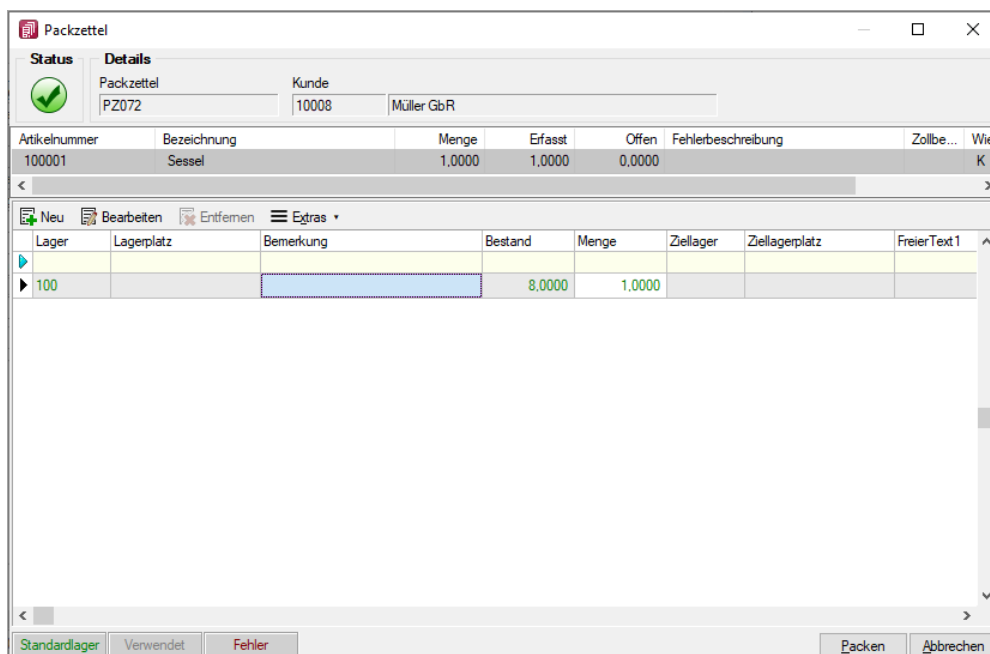 Packzettel
Status Details
Packzettel Kunde
PZ072 10008 Müller GbR
Artikelnummer Bezeichnung Menge Erfasst Offen Fehlerbeschreibung Zollbe... Wie
100001 Sessel 1,0000 1,0000 0,0000 K
Neu Bearbeiten Entfernen Extras
Lager Lagerplatz Bemerkung Bestand Menge Ziellager Ziellagerplatz FreierText1
100 8,0000 1,0000
Standardlager Verwendet Fehler Packen Abbrechen